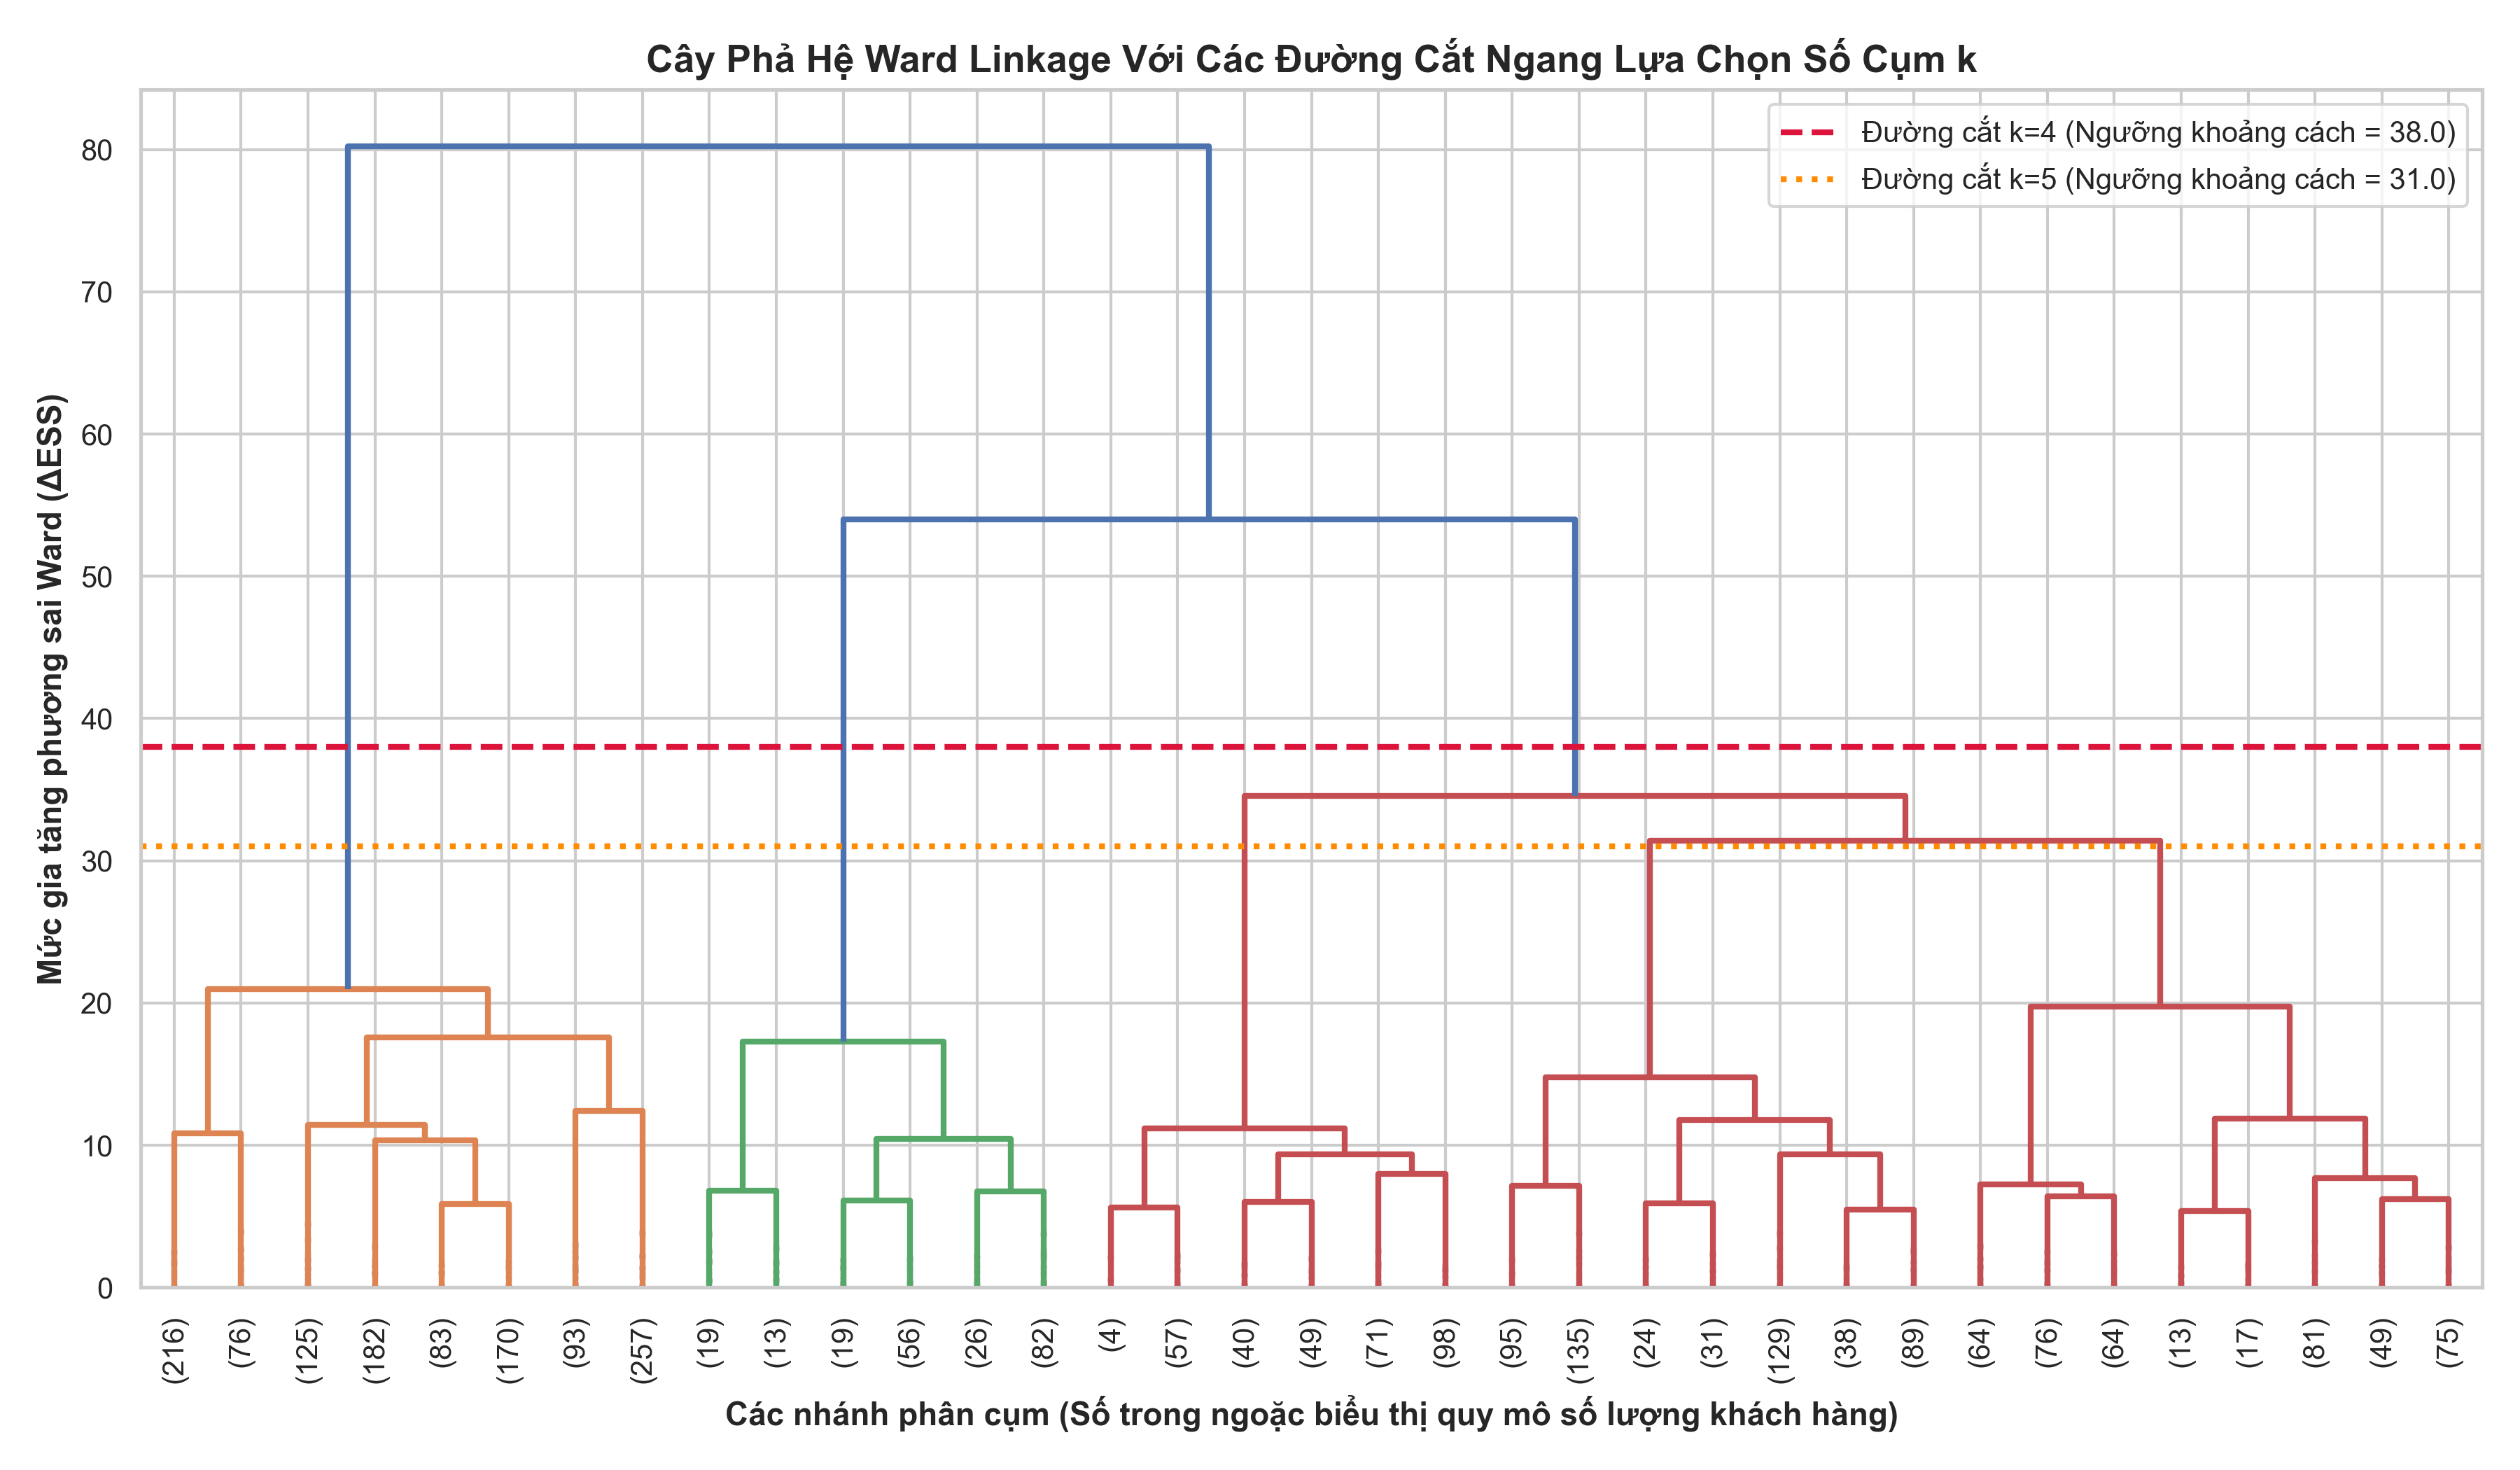 Cây Phả Hệ Ward Linkage Với Các Đường Cắt Ngang Lựa Chọn Số Cụm k
Đường cắt k=4 (Ngưỡng khoảng cách = 38.0)
Đường cắt k=5 (Ngưỡng khoảng cách = 31.0)
Mức gia tăng phương sai Ward (ΔESS)
80
70
60
50
40
30
20
10
0
(216) (76) (125) (182) (83) (170) (93) (257) (19) (13) (19) (56) (26) (82) (4) (57) (40) (49) (71) (98) (95) (135) (24) (31) (129) (38) (89) (64) (76) (64) (13) (17) (81) (49) (75)
Các nhánh phân cụm (Số trong ngoặc biểu thị quy mô số lượng khách hàng)